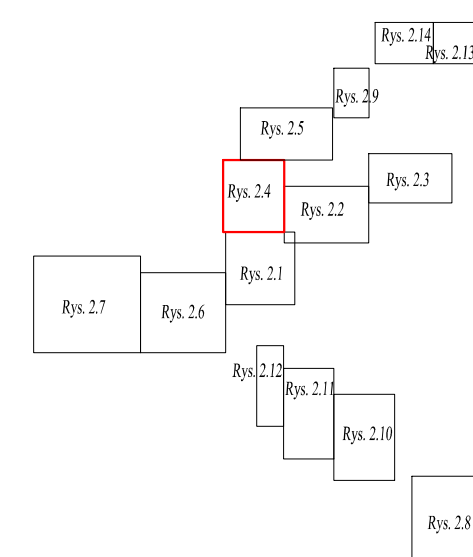 Rys. 2.14
Rys. 2.13
Rys. 2.9
Rys. 2.5
Rys. 2.3
Rys. 2.4
Rys. 2.2
Rys. 2.1
Rys. 2.7
Rys. 2.6
Rys. 2.12
Rys. 2.11
Rys. 2.10
Rys. 2.8